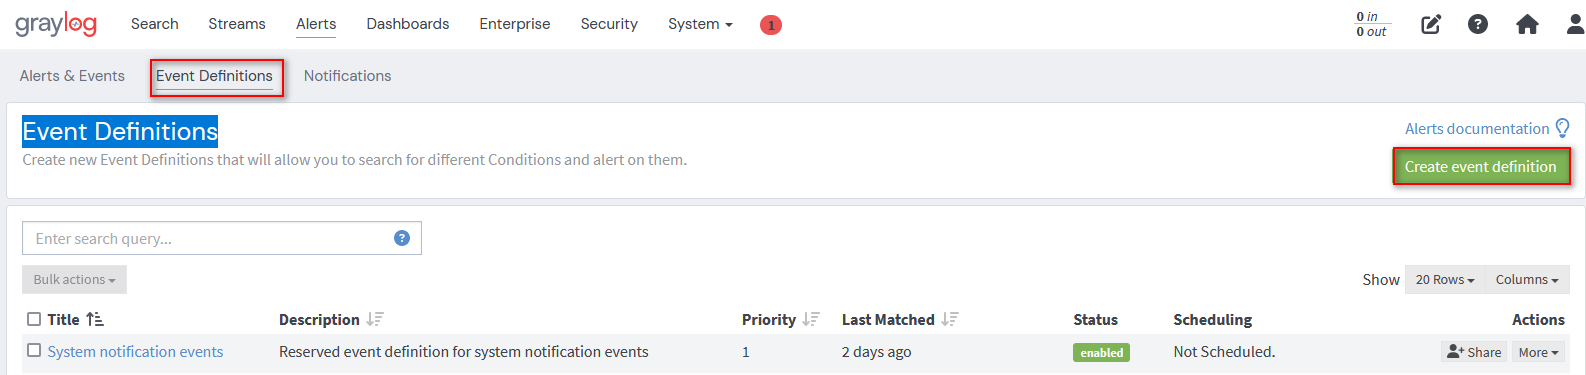 graylog Search Streams Alerts Dashboards Enterprise Security System 1 0 in
0 out
Alerts & Events Event Definitions Notifications
Event Definitions
Alerts documentation
Create new Event Definitions that will allow you to search for different Conditions and alert on them.
Create event definition
Enter search query... ?
Bulk actions Show 20 Rows Columns
Title Description Priority Last Matched Status Scheduling Actions
System notification events Reserved event definition for system notification events 1 2 days ago enabled Not Scheduled. Share More